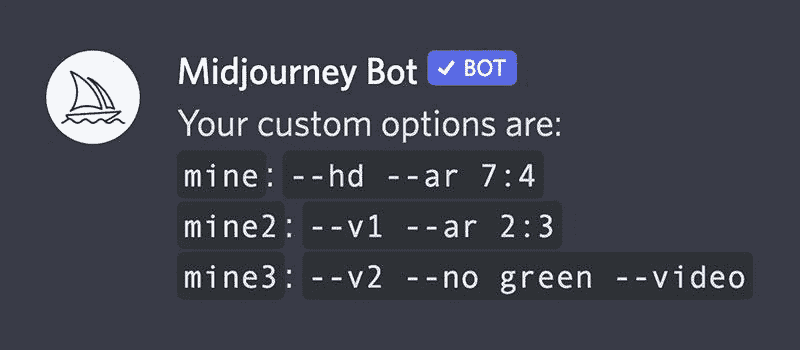 Midjourney Bot ✓ BOT
Your custom options are:
mine: --hd --ar 7:4
mine2: --v1 --ar 2:3
mine3: --v2 --no green --video